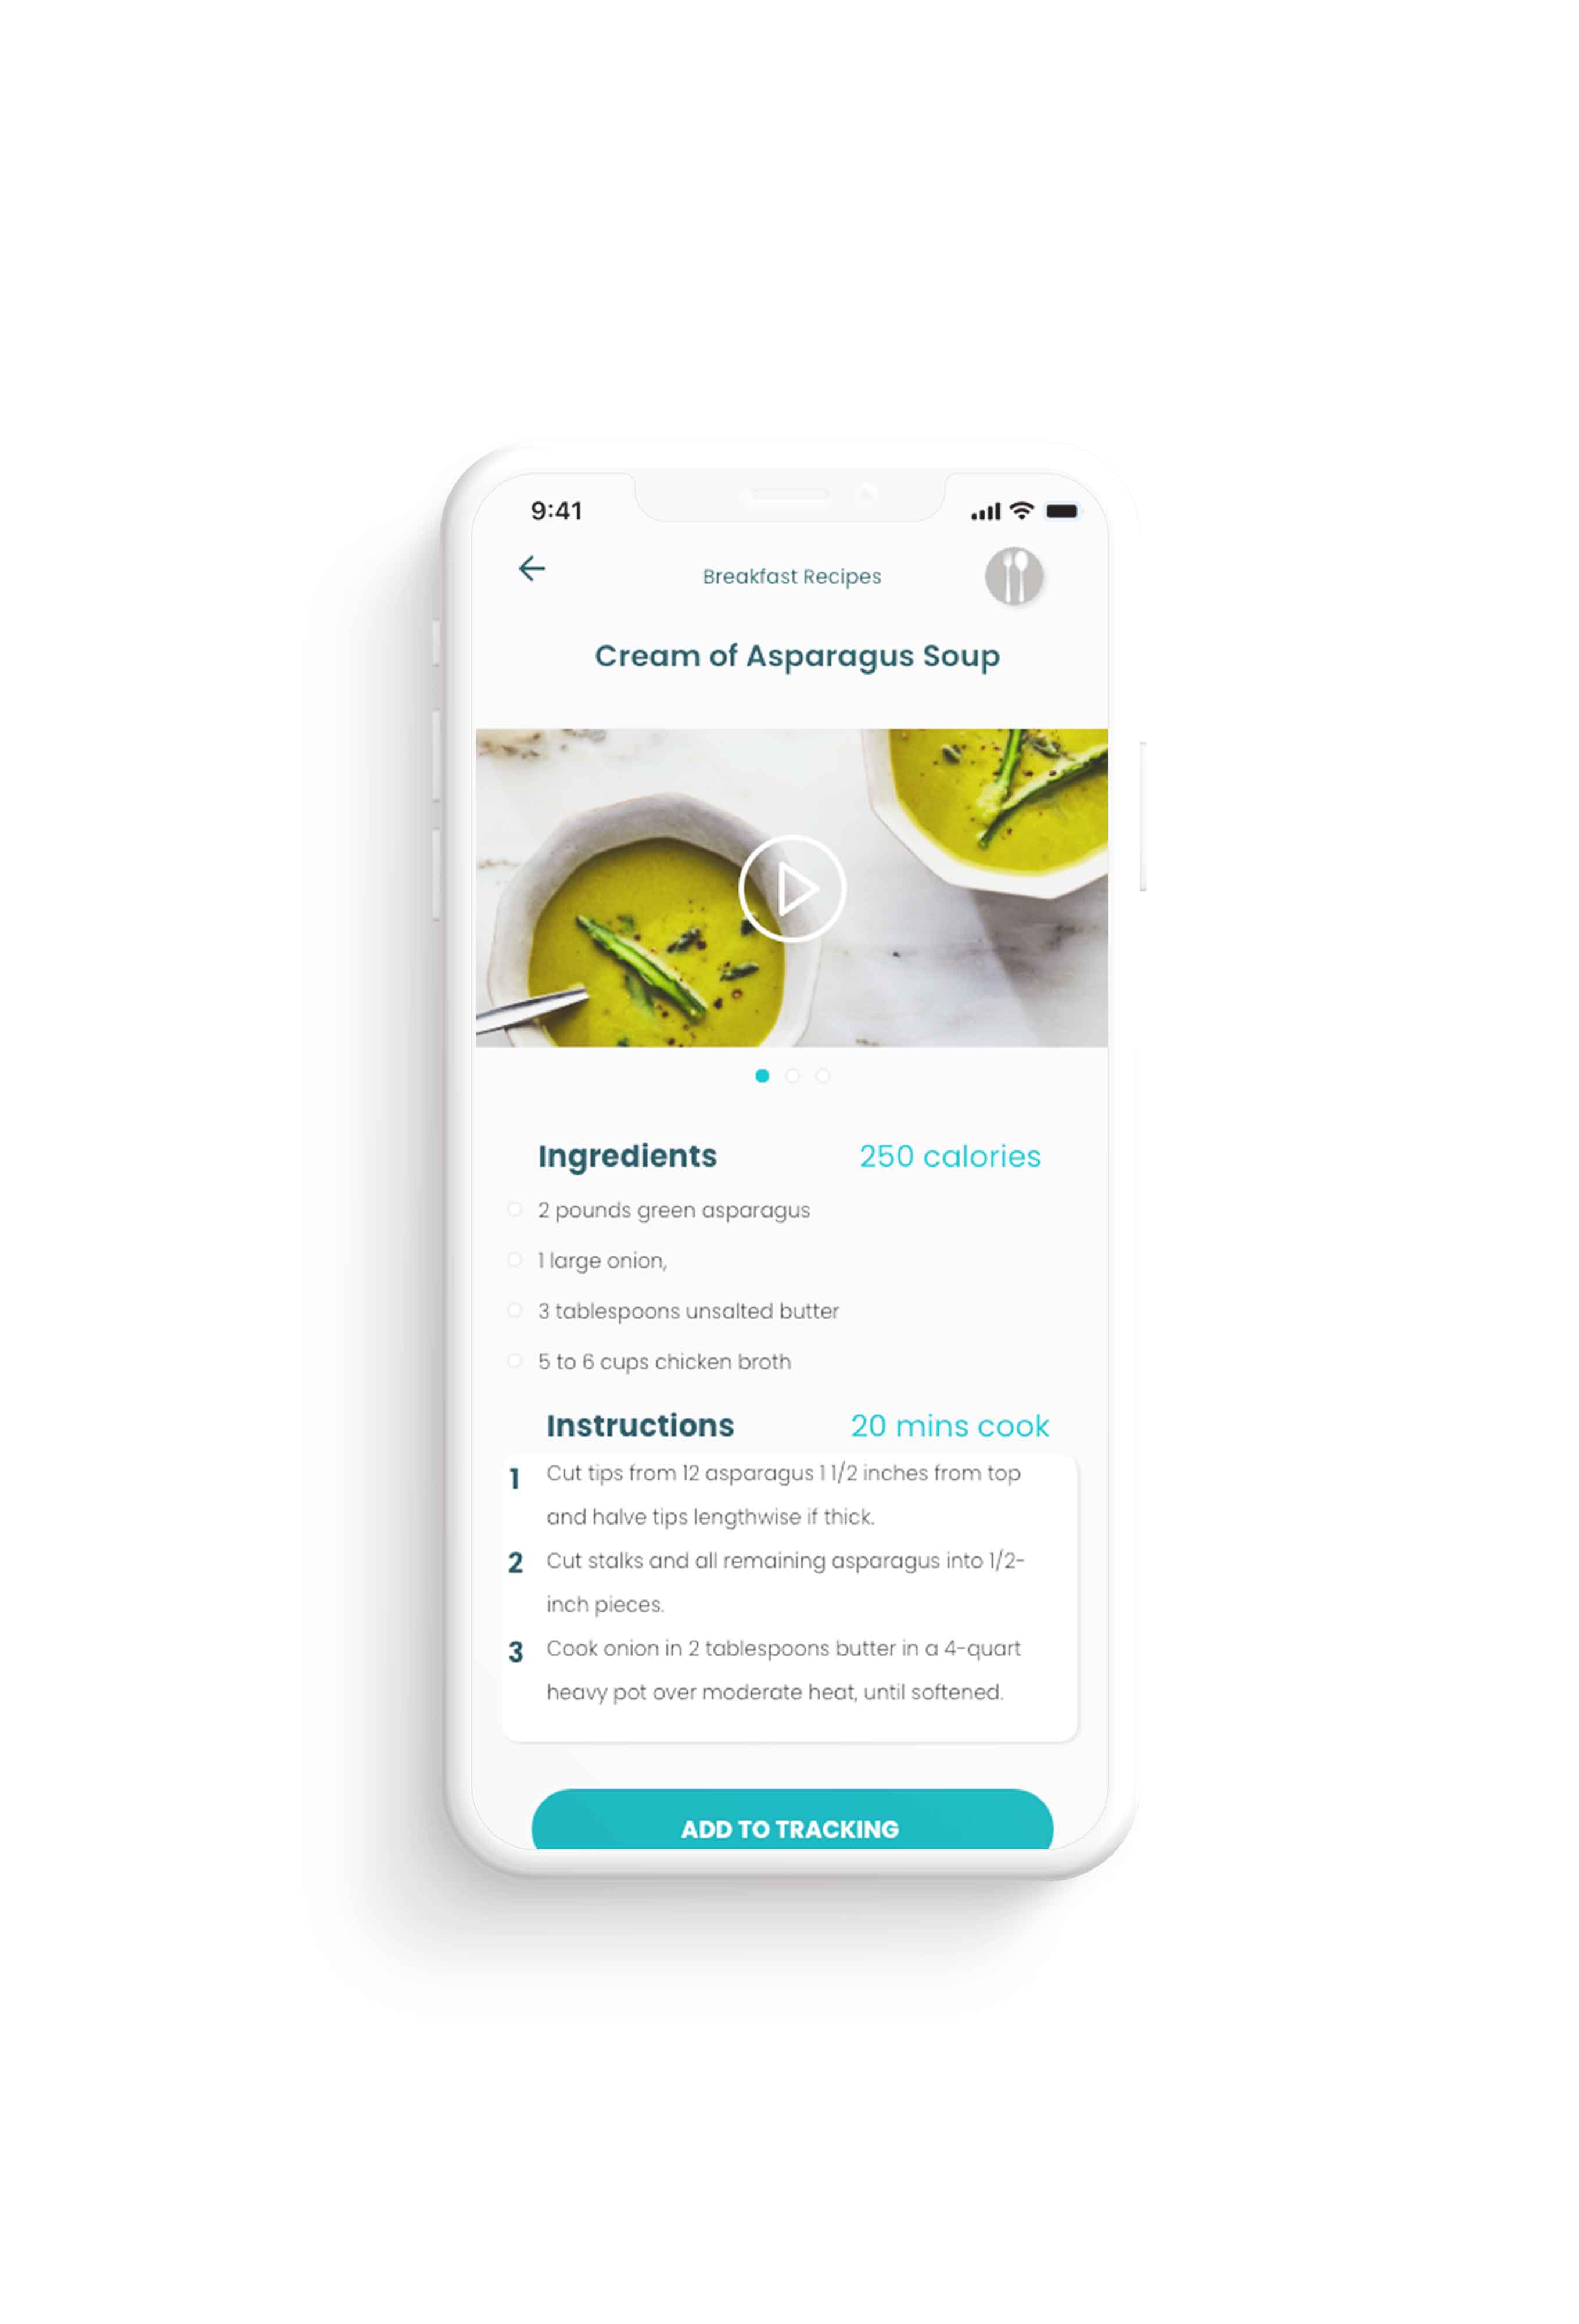 9:41
Breakfast Recipes
Cream of Asparagus Soup
Ingredients 250 calories
2 pounds green asparagus
1 large onion,
3 tablespoons unsalted butter
5 to 6 cups chicken broth
Instructions 20 mins cook
1 Cut tips from 12 asparagus 1 1/2 inches from top
and halve tips lengthwise if thick.
2 Cut stalks and all remaining asparagus into 1/2-
inch pieces.
3 Cook onion in 2 tablespoons butter in a 4-quart
heavy pot over moderate heat, until softened.
ADD TO TRACKING